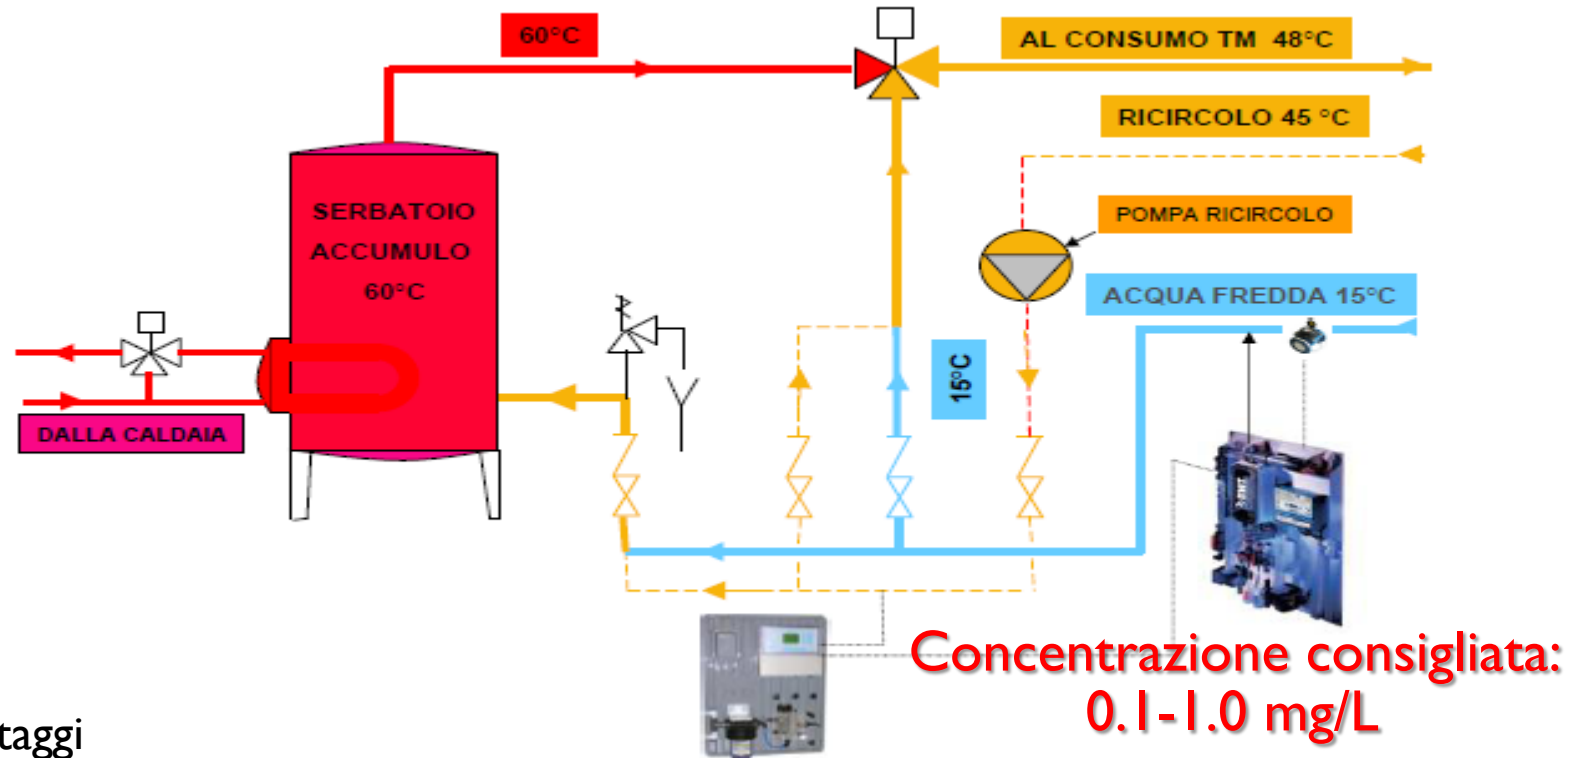 60°C
AL CONSUMO TM 48°C
RICIRCOLO 45 °C
SERBATOIO
ACCUMULO
60°C
POMPA RICIRCOLO
ACQUA FREDDA 15°C
15°C
DALLA CALDAIA
Concentrazione consigliata:
0.1-1.0 mg/L
taggi